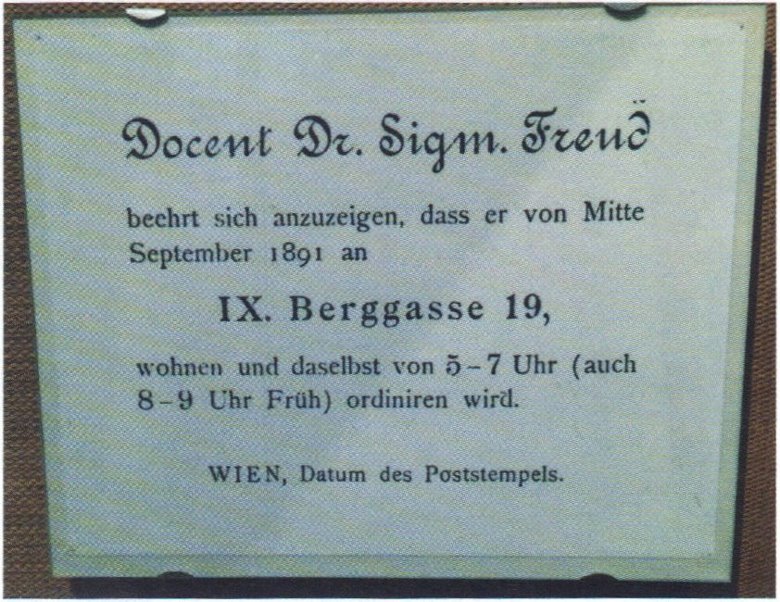 Docent Dr. Sigm. Freud
beehrt sich anzuzeigen, dass er von Mitte
September 1891 an
IX. Berggasse 19,
wohnen und daselbst von 5–7 Uhr (auch
8–9 Uhr Früh) ordiniren wird.
WIEN, Datum des Poststempels.